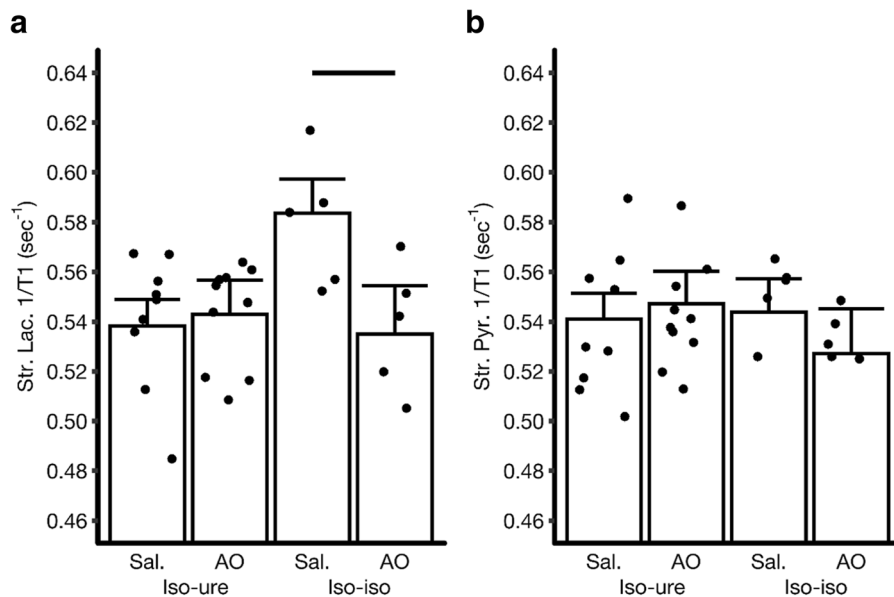 a
Str. Lac. 1/T1 (sec⁻¹)
0.64
0.62
0.60
0.58
0.56
0.54
0.52
0.50
0.48
0.46
Sal. AO Sal. AO
Iso-ure Iso-iso
b
Str. Pyr. 1/T1 (sec⁻¹)
0.64
0.62
0.60
0.58
0.56
0.54
0.52
0.50
0.48
0.46
Sal. AO Sal. AO
Iso-ure Iso-iso